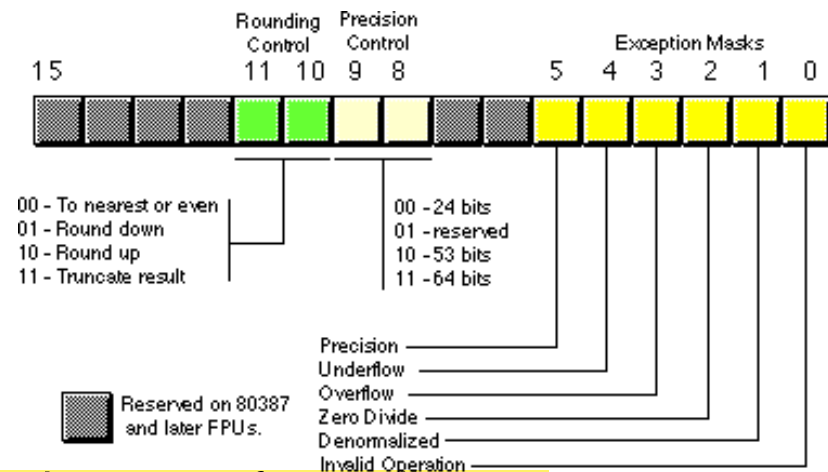 Rounding Control
Precision Control
Exception Masks
15 11 10 9 8 5 4 3 2 1 0
00 - To nearest or even
01 - Round down
10 - Round up
11 - Truncate result
00 - 24 bits
01 - reserved
10 - 53 bits
11 - 64 bits
Precision
Underflow
Overflow
Zero Divide
Denormalized
Invalid Operation
Reserved on 80387
and later FPUs.